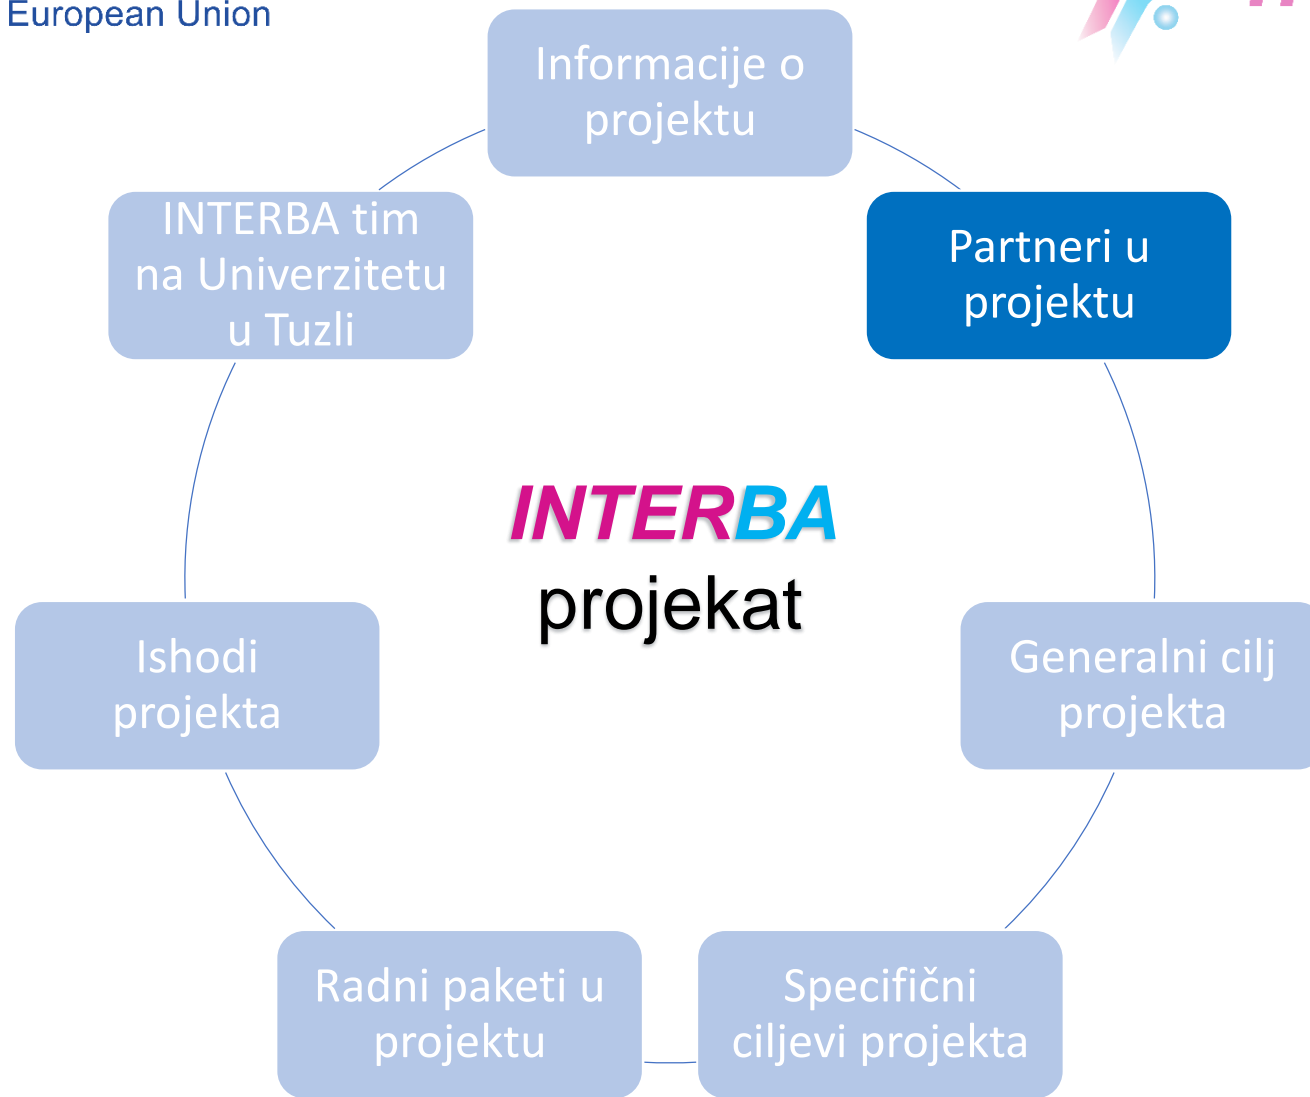 European Union
Informacije o
projektu
INTERBA tim
na Univerzitetu
u Tuzli
Partneri u
projektu
INTERBA
projekat
Ishodi
projekta
Generalni cilj
projekta
Radni paketi u
projektu
Specifični
ciljevi projekta